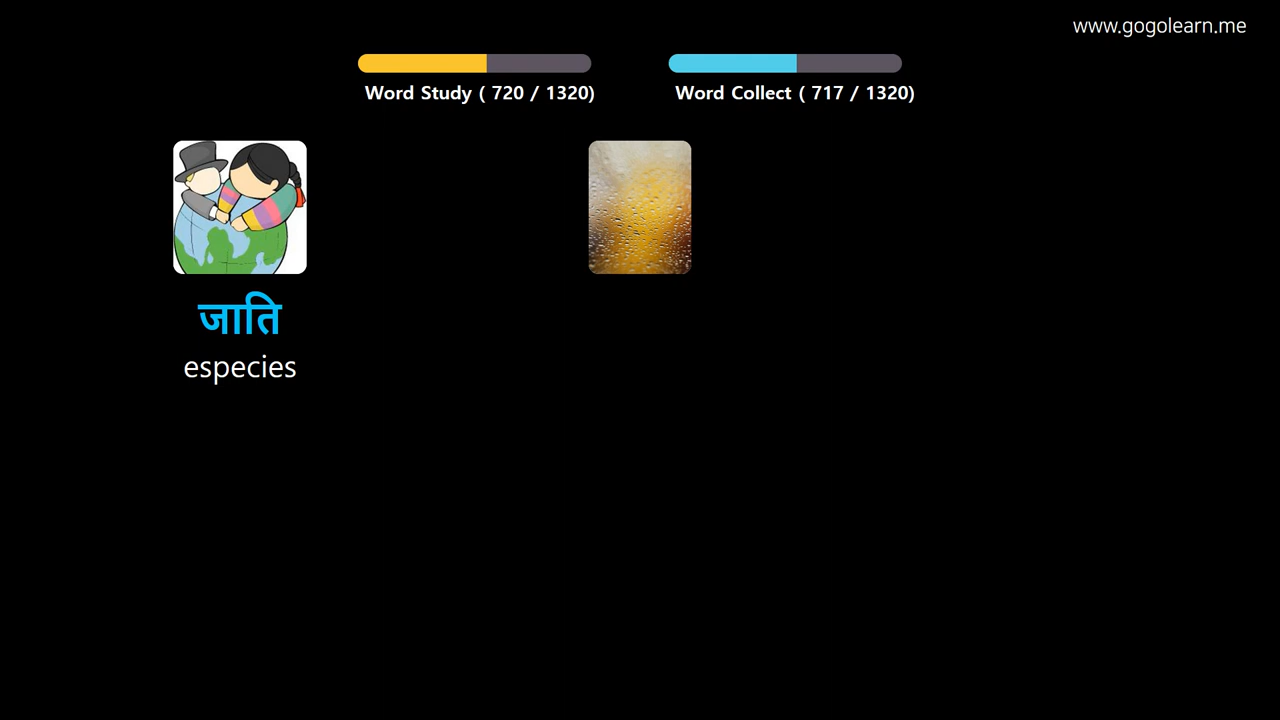 www.gogolearn.me
Word Study ( 720 / 1320)
Word Collect ( 717 / 1320)
जाति
especies